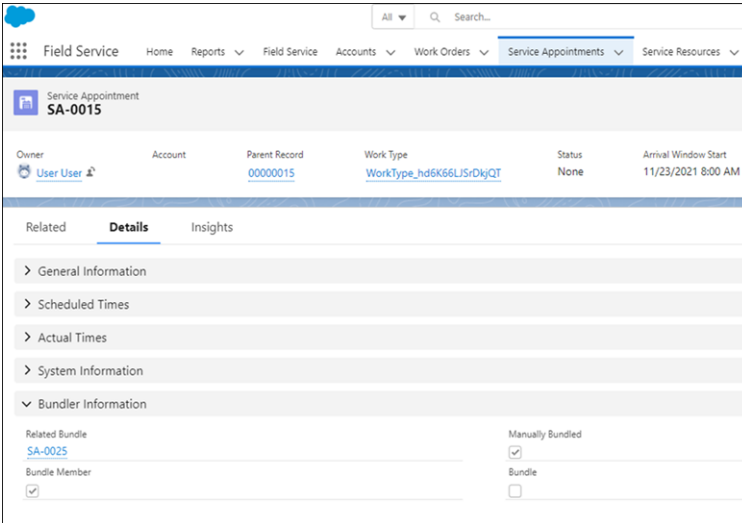 All Search...
Field Service Home Reports Field Service Accounts Work Orders Service Appointments Service Resources
Service Appointment
SA-0015
Owner Account Parent Record Work Type Status Arrival Window Start
User User 00000015 WorkType_hd6K66LJSrDkjQT None 11/23/2021 8:00 AM
Related Details Insights
General Information
Scheduled Times
Actual Times
System Information
Bundler Information
Related Bundle Manually Bundled
SA-0025
Bundle Member Bundle